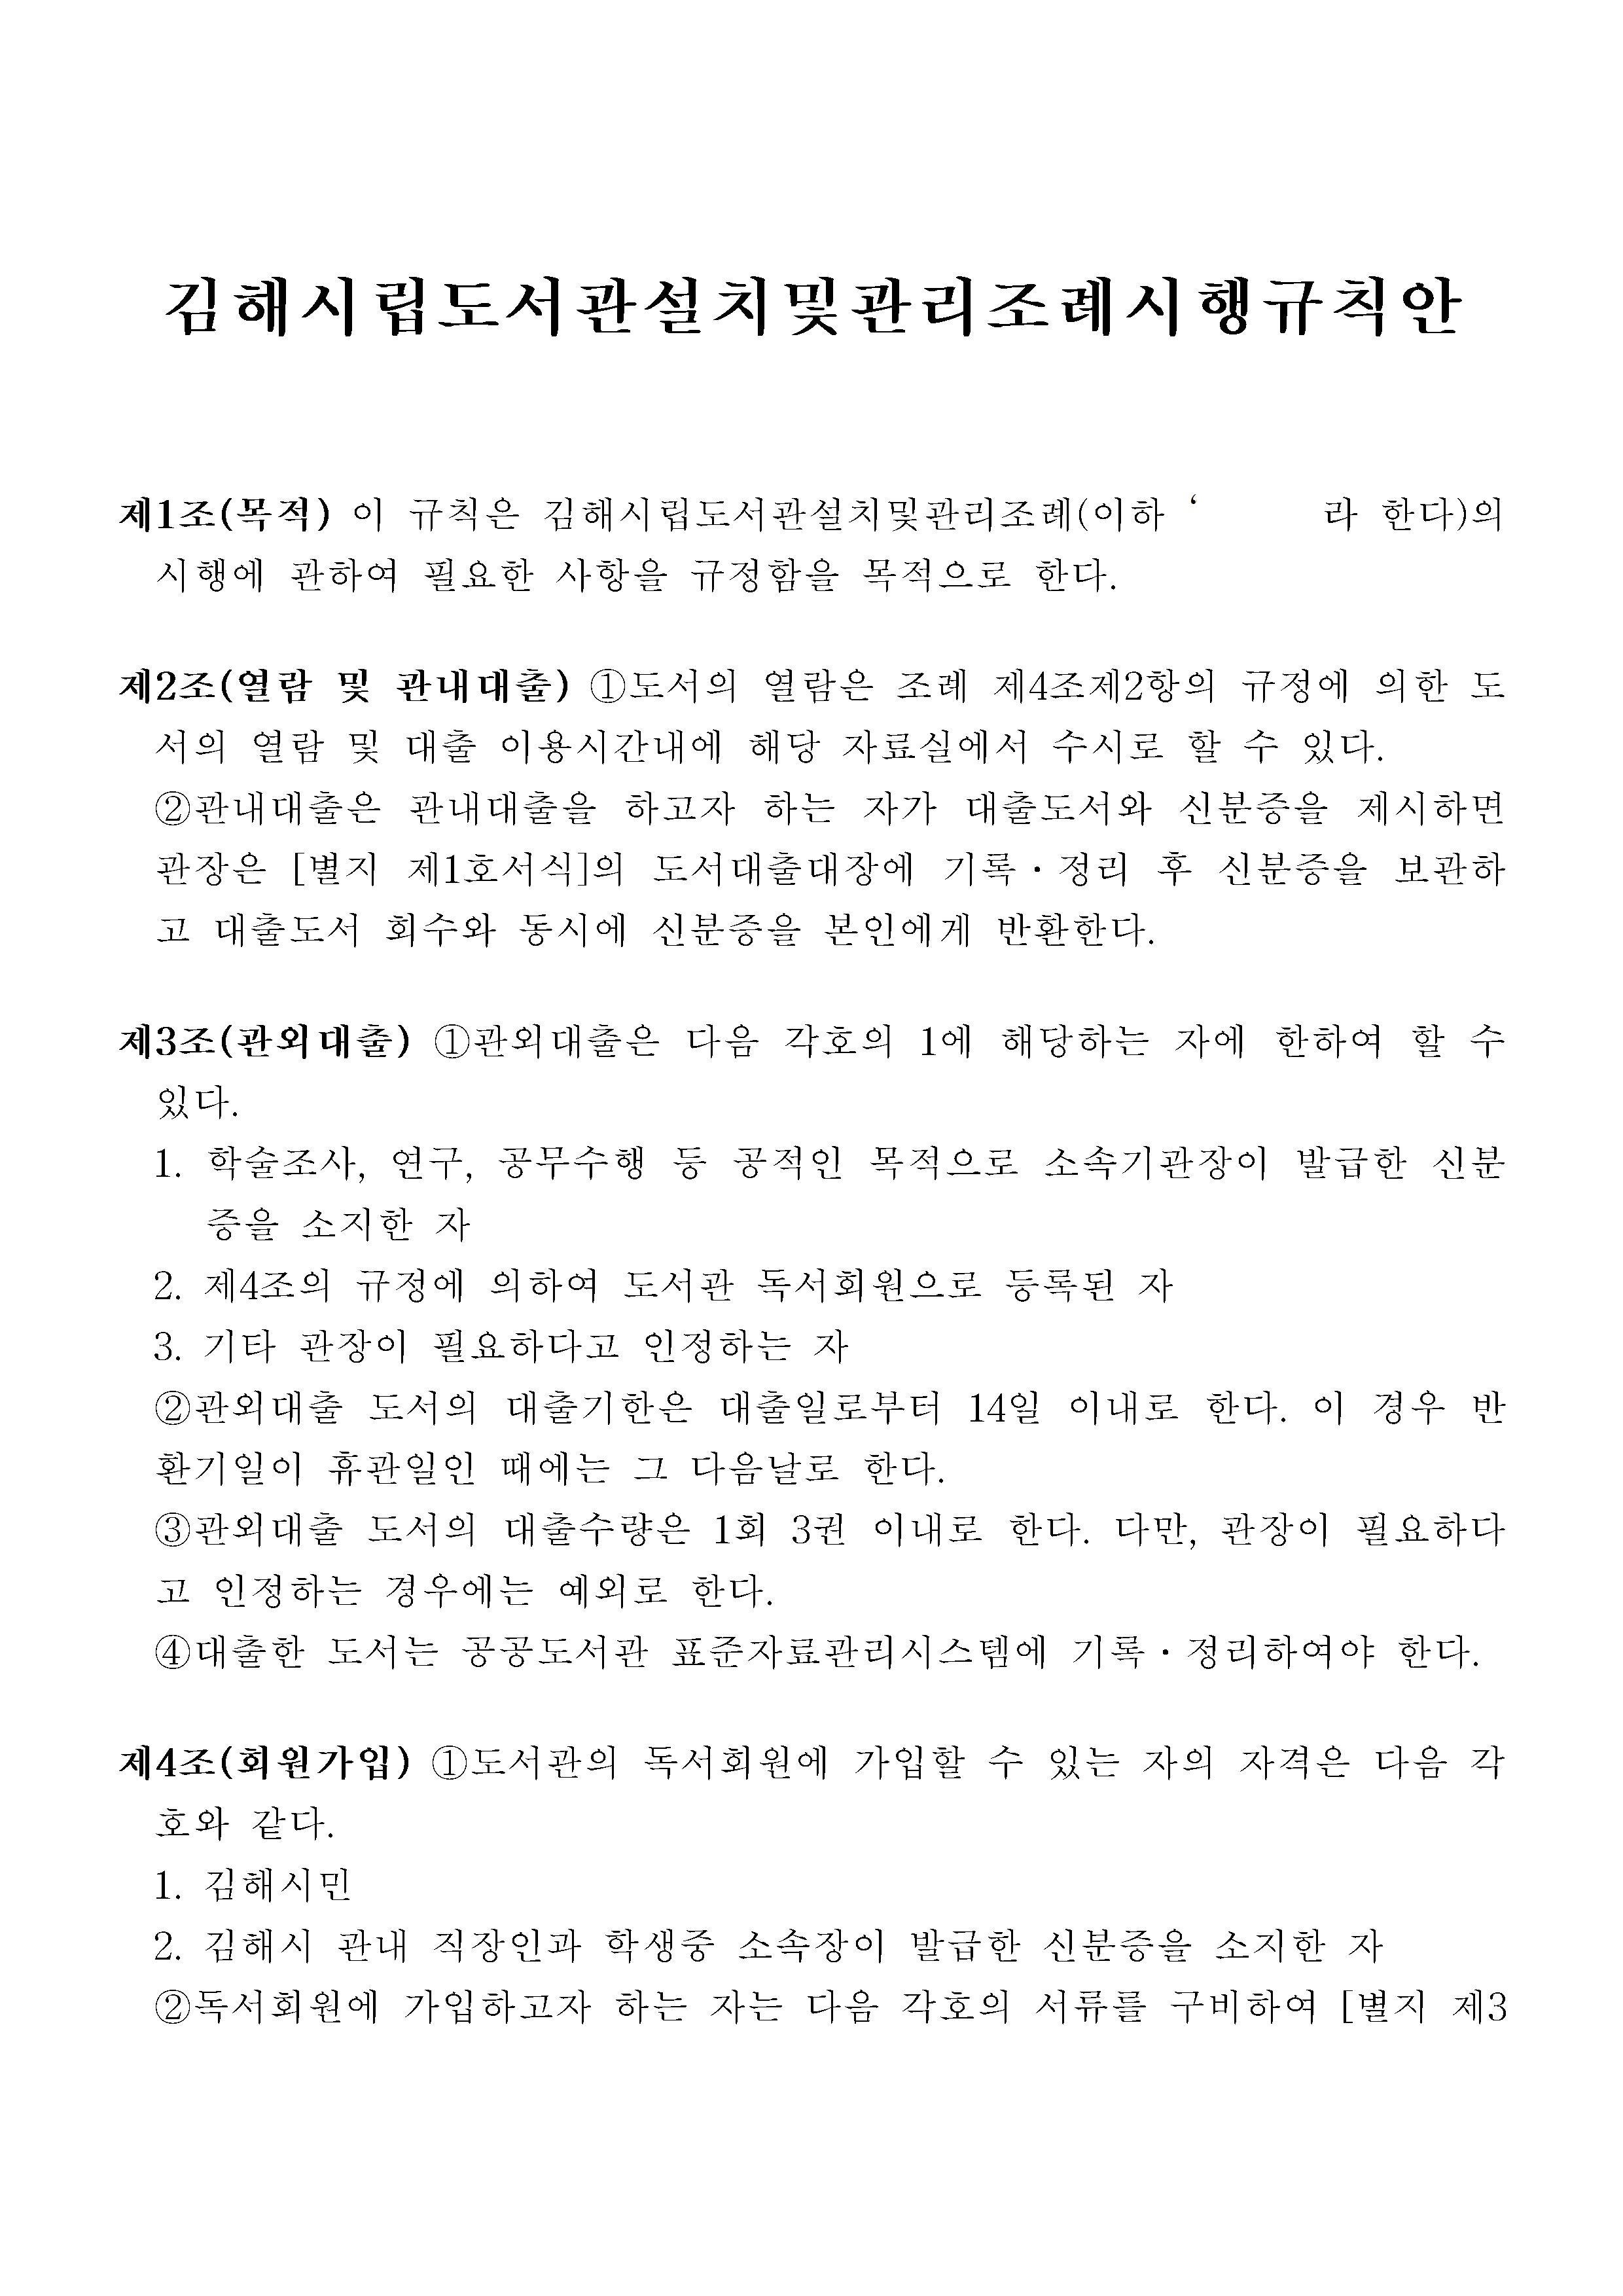 김해시립도서관설치및관리조례시행규칙안
제1조(목적) 이 규칙은 김해시립도서관설치및관리조례(이하 ‘ 라 한다)의
시행에 관하여 필요한 사항을 규정함을 목적으로 한다.
제2조(열람 및 관내대출) ①도서의 열람은 조례 제4조제2항의 규정에 의한 도
서의 열람 및 대출 이용시간내에 해당 자료실에서 수시로 할 수 있다.
②관내대출은 관내대출을 하고자 하는 자가 대출도서와 신분증을 제시하면
관장은 [별지 제1호서식]의 도서대출대장에 기록·정리 후 신분증을 보관하
고 대출도서 회수와 동시에 신분증을 본인에게 반환한다.
제3조(관외대출) ①관외대출은 다음 각호의 1에 해당하는 자에 한하여 할 수
있다.
1. 학술조사, 연구, 공무수행 등 공적인 목적으로 소속기관장이 발급한 신분
증을 소지한 자
2. 제4조의 규정에 의하여 도서관 독서회원으로 등록된 자
3. 기타 관장이 필요하다고 인정하는 자
②관외대출 도서의 대출기한은 대출일로부터 14일 이내로 한다. 이 경우 반
환기일이 휴관일인 때에는 그 다음날로 한다.
③관외대출 도서의 대출수량은 1회 3권 이내로 한다. 다만, 관장이 필요하다
고 인정하는 경우에는 예외로 한다.
④대출한 도서는 공공도서관 표준자료관리시스템에 기록·정리하여야 한다.
제4조(회원가입) ①도서관의 독서회원에 가입할 수 있는 자의 자격은 다음 각
호와 같다.
1. 김해시민
2. 김해시 관내 직장인과 학생중 소속장이 발급한 신분증을 소지한 자
②독서회원에 가입하고자 하는 자는 다음 각호의 서류를 구비하여 [별지 제3